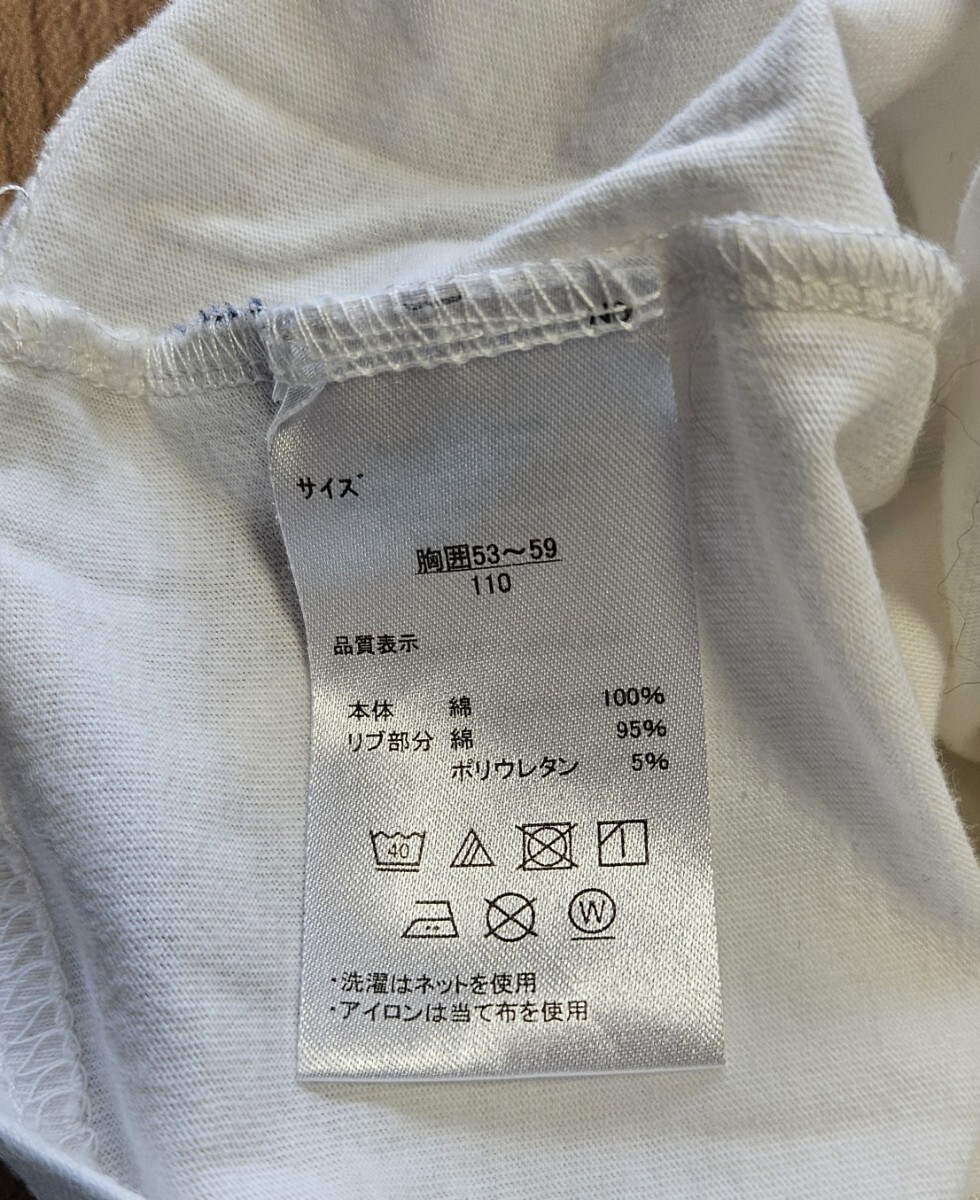 サイズ
胸囲53～59
110
品質表示
本体 綿 100%
リブ部分 綿 95%
ポリウレタン 5%
40
W
・洗濯はネットを使用
・アイロンは当て布を使用